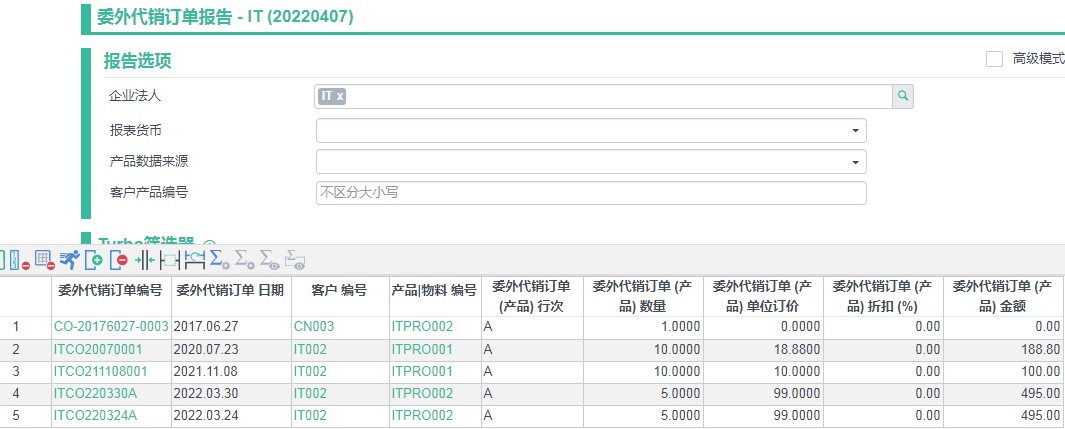 委外代销订单报告 - IT (20220407)
报告选项
高级模式
企业法人
IT x
报表货币
产品数据来源
客户产品编号
不区分大小写
Turbo筛选器
委外代销订单编号 委外代销订单 日期 客户 编号 产品|物料 编号 委外代销订单 (产品) 行次 委外代销订单 (产品) 数量 委外代销订单 (产品) 单位订价 委外代销订单 (产品) 折扣 (%) 委外代销订单 (产品) 金额
1 CO-20176027-0003 2017.06.27 CN003 ITPRO002 A 1.0000 0.0000 0.00 0.00
2 ITCO20070001 2020.07.23 IT002 ITPRO001 A 10.0000 18.8800 0.00 188.80
3 ITCO211108001 2021.11.08 IT002 ITPRO001 A 10.0000 10.0000 0.00 100.00
4 ITCO220330A 2022.03.30 IT002 ITPRO002 A 5.0000 99.0000 0.00 495.00
5 ITCO220324A 2022.03.24 IT002 ITPRO002 A 5.0000 99.0000 0.00 495.00